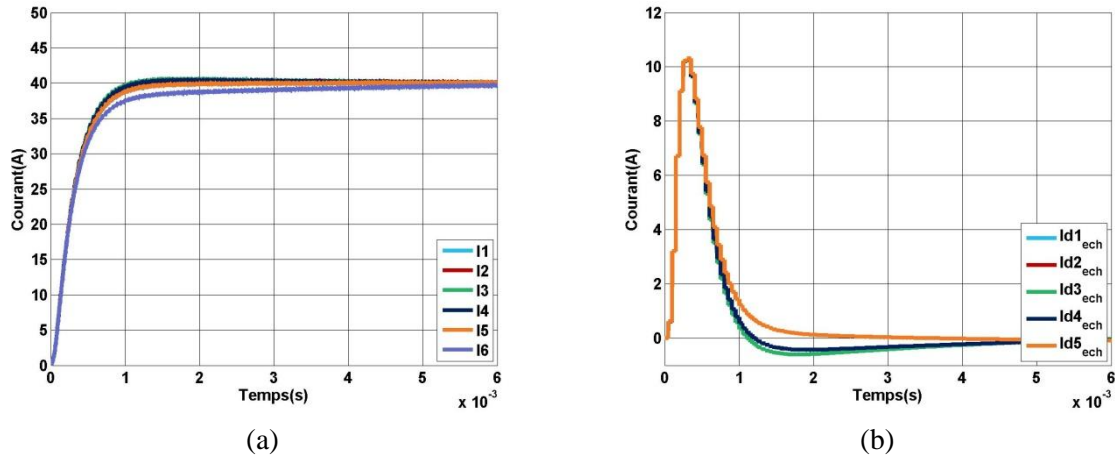 50
45
40
35
30
25
20
15
10
5
0
Courant(A)
I1
I2
I3
I4
I5
I6
0 1 2 3 4 5 6
Temps(s)
x 10^-3
(a)
12
10
8
6
4
2
0
-2
Courant(A)
Id1ech
Id2ech
Id3ech
Id4ech
Id5ech
0 1 2 3 4 5 6
Temps(s)
x 10^-3
(b)